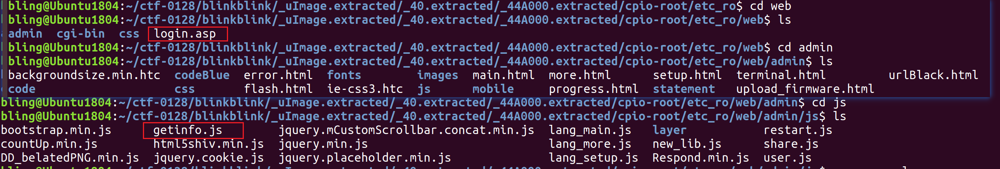 bling@Ubuntu1804:~/ctf-0128/blinkblink/_uImage.extracted/_40.extracted/_44A000.extracted/cpio-root/etc_ro$ cd web
bling@Ubuntu1804:~/ctf-0128/blinkblink/_uImage.extracted/_40.extracted/_44A000.extracted/cpio-root/etc_ro/web$ ls
admin cgi-bin css login.asp
bling@Ubuntu1804:~/ctf-0128/blinkblink/_uImage.extracted/_40.extracted/_44A000.extracted/cpio-root/etc_ro/web$ cd admin
bling@Ubuntu1804:~/ctf-0128/blinkblink/_uImage.extracted/_40.extracted/_44A000.extracted/cpio-root/etc_ro/web/admin$ ls
backgroundsize.min.htc codeBlue error.html fonts images main.html more.html setup.html terminal.html urlBlack.html
code css flash.html ie-css3.htc js mobile progress.html statement upload_firmware.html
bling@Ubuntu1804:~/ctf-0128/blinkblink/_uImage.extracted/_40.extracted/_44A000.extracted/cpio-root/etc_ro/web/admin$ cd js
bling@Ubuntu1804:~/ctf-0128/blinkblink/_uImage.extracted/_40.extracted/_44A000.extracted/cpio-root/etc_ro/web/admin/js$ ls
bootstrap.min.js getinfo.js jquery.mCustomScrollbar.concat.min.js lang_main.js layer restart.js
countUp.min.js html5shiv.min.js jquery.min.js lang_more.js new_lib.js share.js
DD_belatedPNG.min.js jquery.cookie.js jquery.placeholder.min.js lang_setup.js Respond.min.js user.js